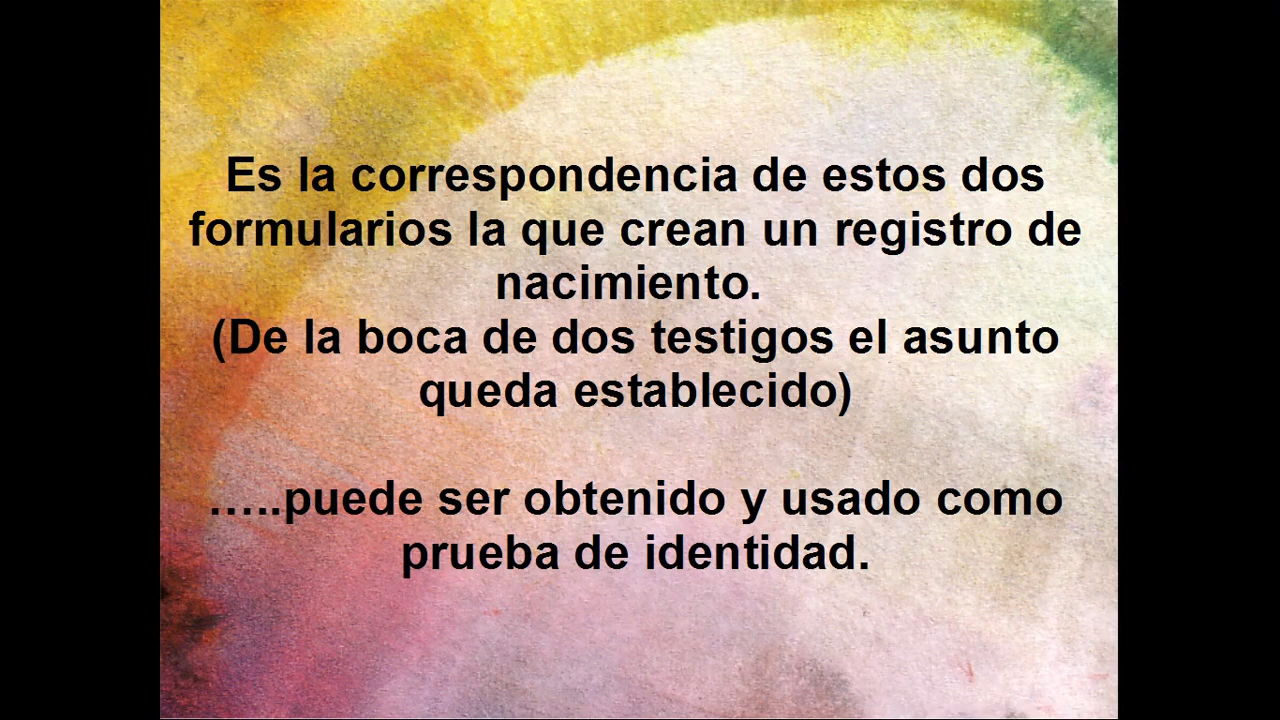 Es la correspondencia de estos dos
formularios la que crean un registro de
nacimiento.
(De la boca de dos testigos el asunto
queda establecido)
…..puede ser obtenido y usado como
prueba de identidad.